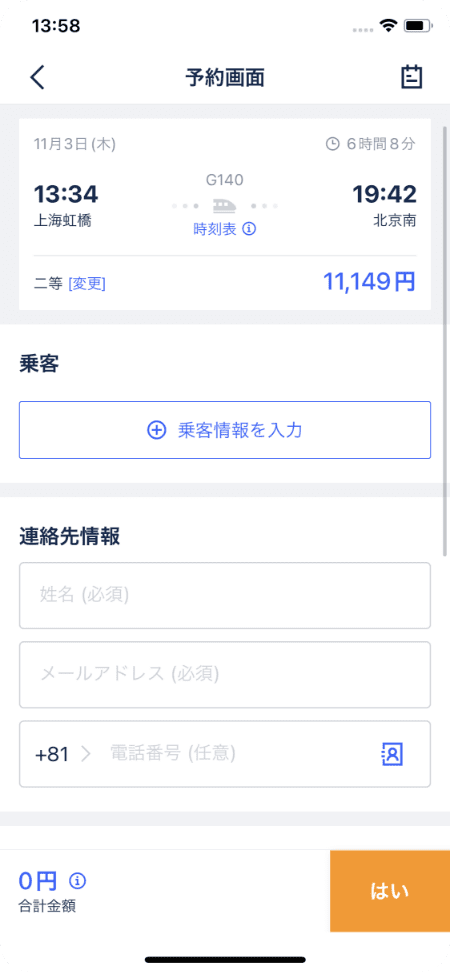 13:58
予約画面
11月3日(木)
6時間8分
G140
13:34
19:42
上海虹橋
時刻表
北京南
二等 [変更]
11,149円
乗客
乗客情報を入力
連絡先情報
姓名 (必須)
メールアドレス (必須)
+81
電話番号 (任意)
0円
合計金額
はい